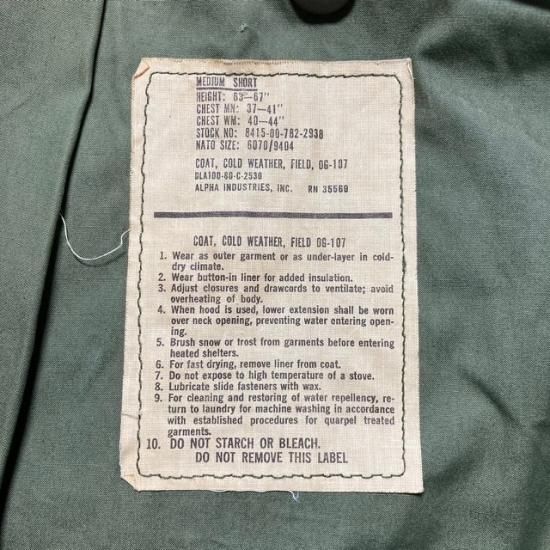 MEDIUM SHORT
HEIGHT: 63—67"
CHEST MN: 37—41"
CHEST WM: 40—44"
STOCK NO: 8415-00-782-2938
NATO SIZE: 6070/9404
COAT, COLD WEATHER, FIELD, OG-107
DLA100-80-C-2530
ALPHA INDUSTRIES, INC. RN 35569
COAT, COLD WEATHER, FIELD OG-107
1. Wear as outer garment or as under-layer in cold-
dry climate.
2. Wear button-in liner for added insulation.
3. Adjust closures and drawcords to ventilate; avoid
overheating of body.
4. When hood is used, lower extension shall be worn
over neck opening, preventing water entering open-
ing.
5. Brush snow or frost from garments before entering
heated shelters.
6. For fast drying, remove liner from coat.
7. Do not expose to high temperature of a stove.
8. Lubricate slide fasteners with wax.
9. For cleaning and restoring of water repellency, re-
turn to laundry for machine washing in accordance
with established procedures for quarpel treated
garments.
10. DO NOT STARCH OR BLEACH.
DO NOT REMOVE THIS LABEL